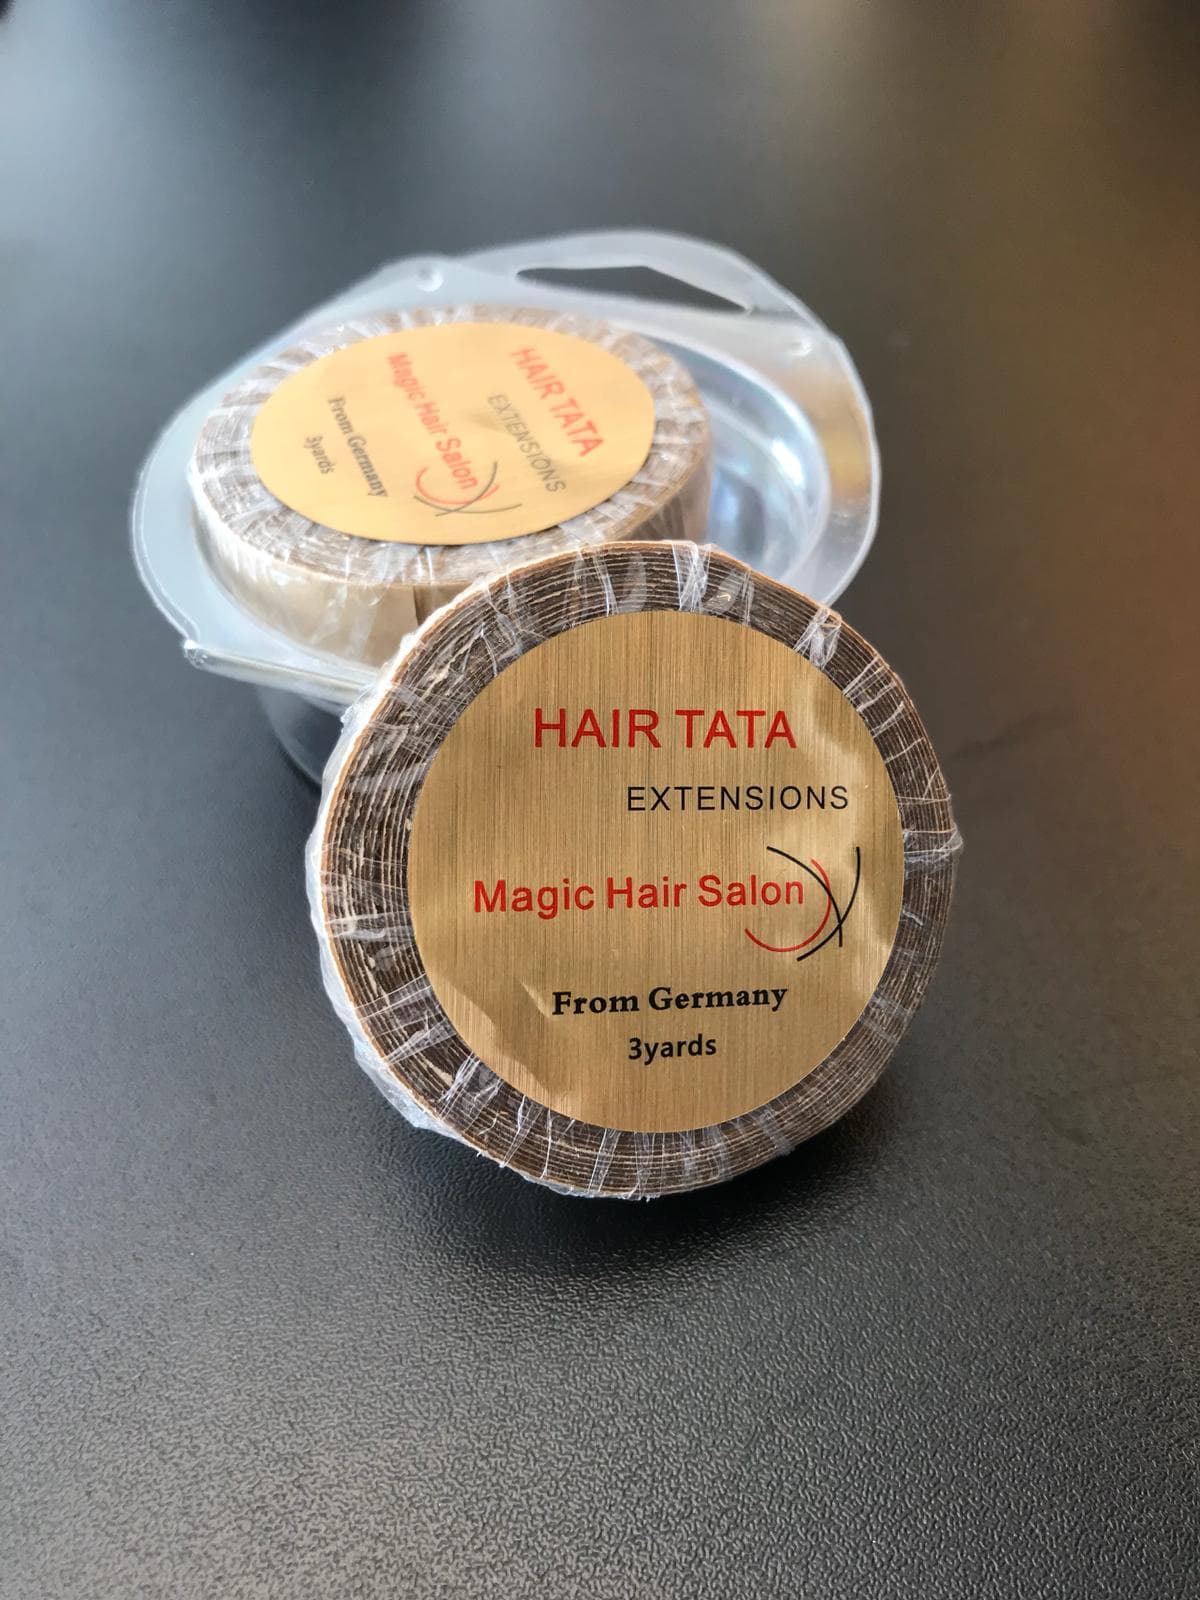 HAIR TATA
EXTENSIONS
Magic Hair Salon
From Germany
3yards
HAIR TATA
EXTENSIONS
Magic Hair Salon
From Germany
3yards